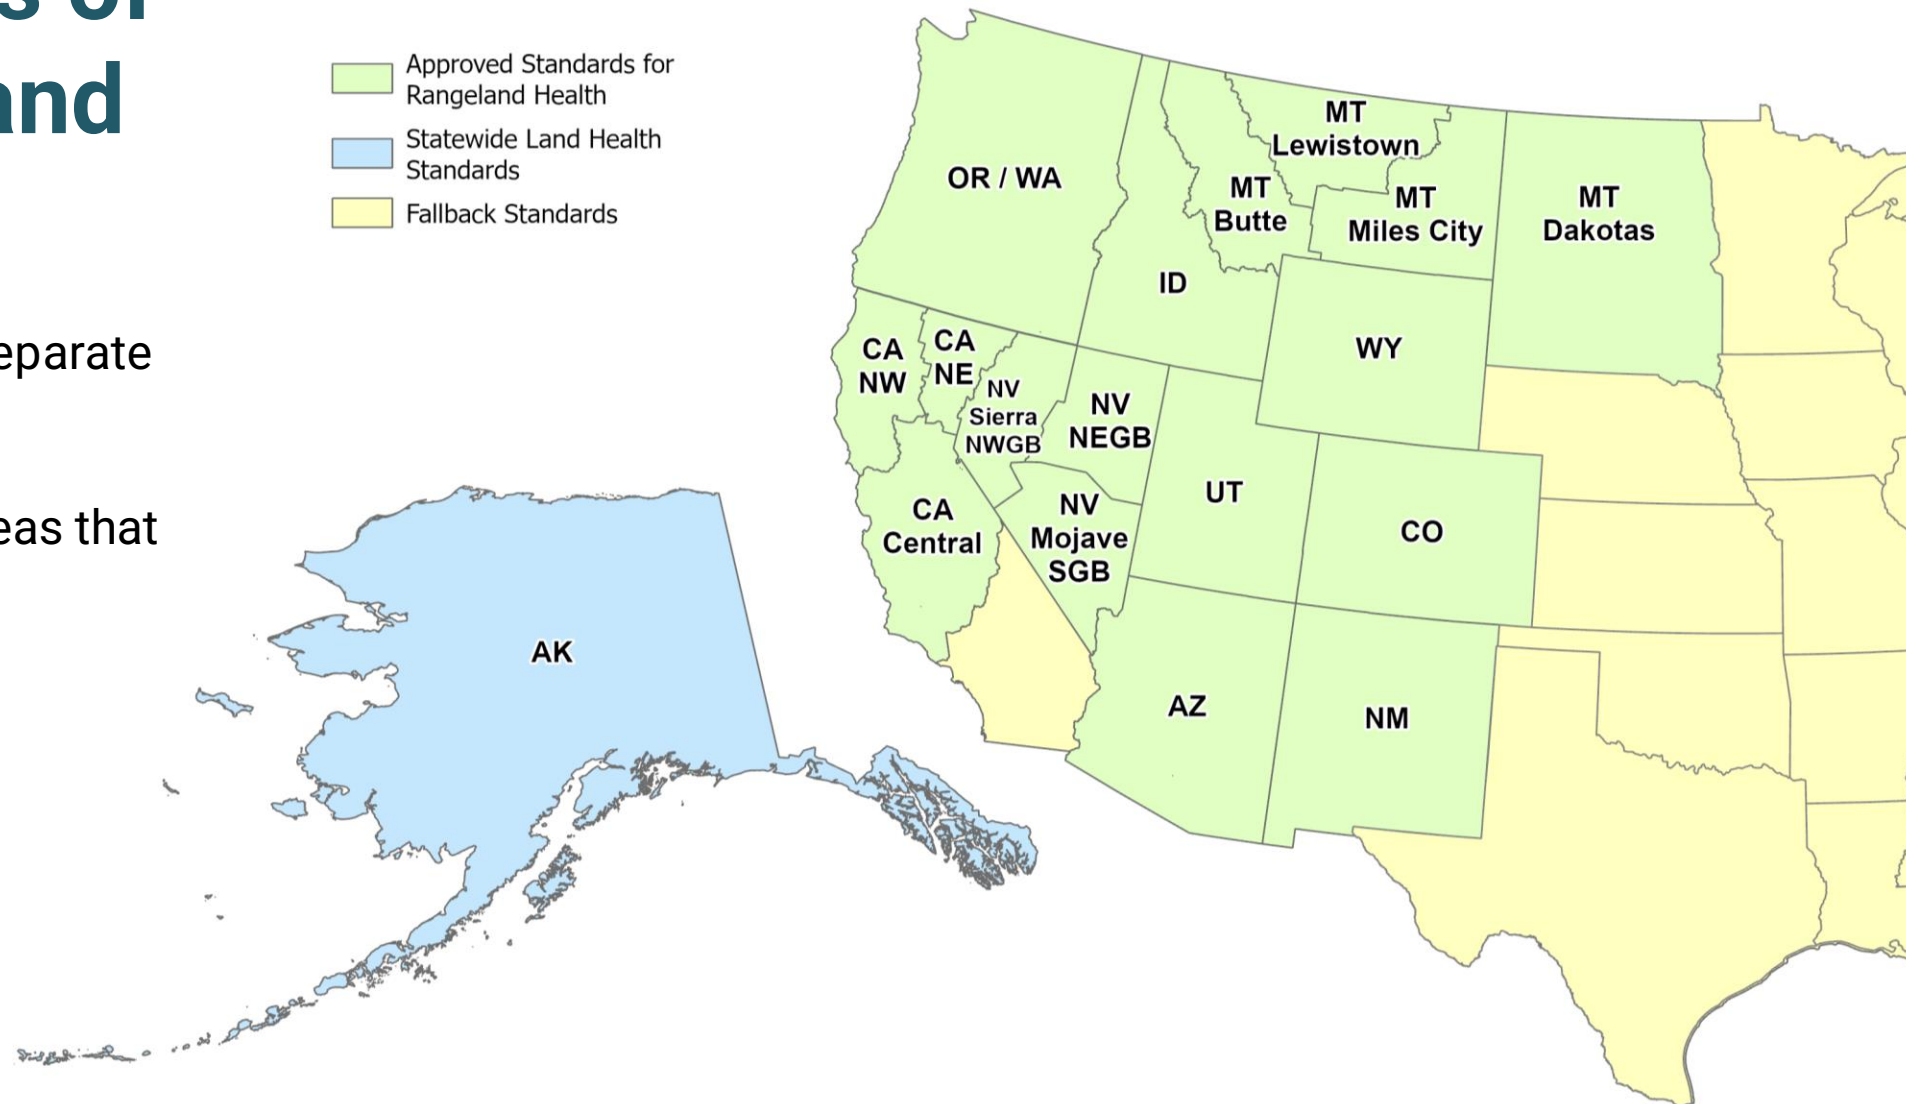 s of
and
eparate
eas that
Approved Standards for
Rangeland Health
Statewide Land Health
Standards
Fallback Standards
OR / WA
MT
Lewistown
MT
Butte
MT
Miles City
MT
Dakotas
ID
WY
CA
NW
CA
NE
NV
Sierra
NWGB
NV
NEGB
UT
CO
CA
Central
NV
Mojave
SGB
AZ
NM
AK